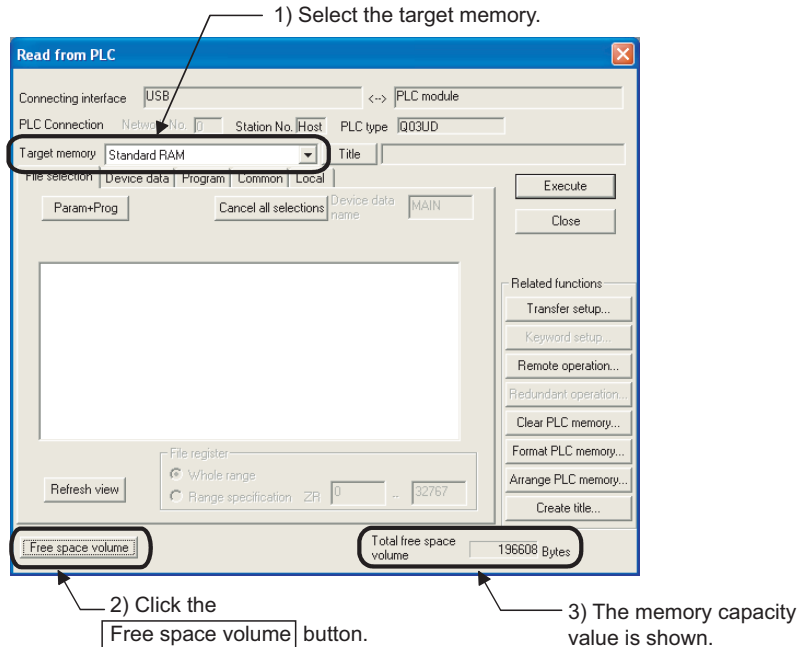 1) Select the target memory.
Read from PLC
Connecting interface USB <--> PLC module
PLC Connection Network No. 0 Station No. Host PLC type Q03UD
Target memory Standard RAM Title
File selection Device data Program Common Local
Execute
Param+Prog Cancel all selections Device data name MAIN
Close
Related functions
Transfer setup...
Keyword setup...
Remote operation...
Redundant operation...
Clear PLC memory...
Format PLC memory...
Arrange PLC memory...
Create title...
File register
Whole range
Refresh view
Range specification ZR 0 .. 32767
Free space volume
Total free space
volume 196608 Bytes
2) Click the
Free space volume button.
3) The memory capacity
value is shown.